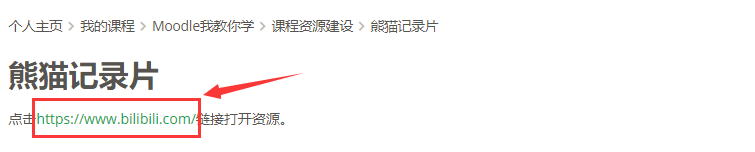 个人主页 > 我的课程 > Moodle我教你学 > 课程资源建设 > 熊猫记录片
熊猫记录片
点击https://www.bilibili.com/链接打开资源。